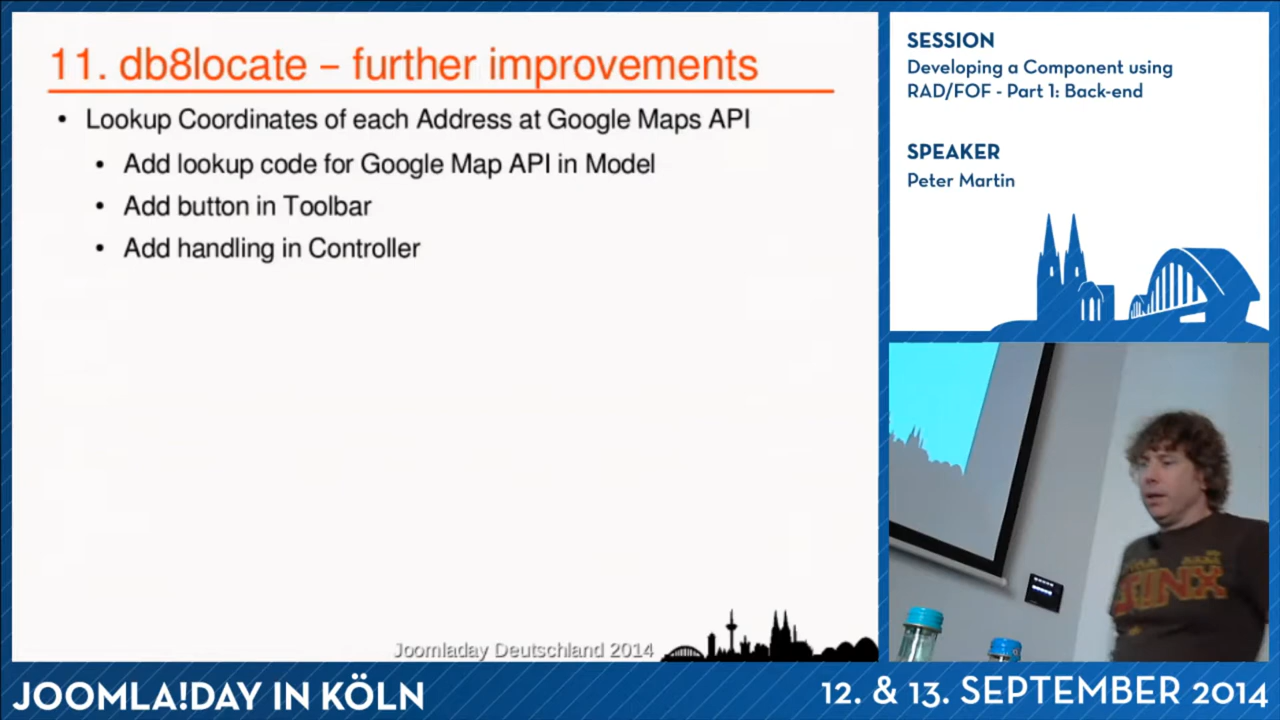 11. db8locate – further improvements
• Lookup Coordinates of each Address at Google Maps API
• Add lookup code for Google Map API in Model
• Add button in Toolbar
• Add handling in Controller
Joomladay Deutschland 2014
SESSION
Developing a Component using
RAD/FOF - Part 1: Back-end
SPEAKER
Peter Martin
JOOMLA!DAY IN KÖLN
12. & 13. SEPTEMBER 2014